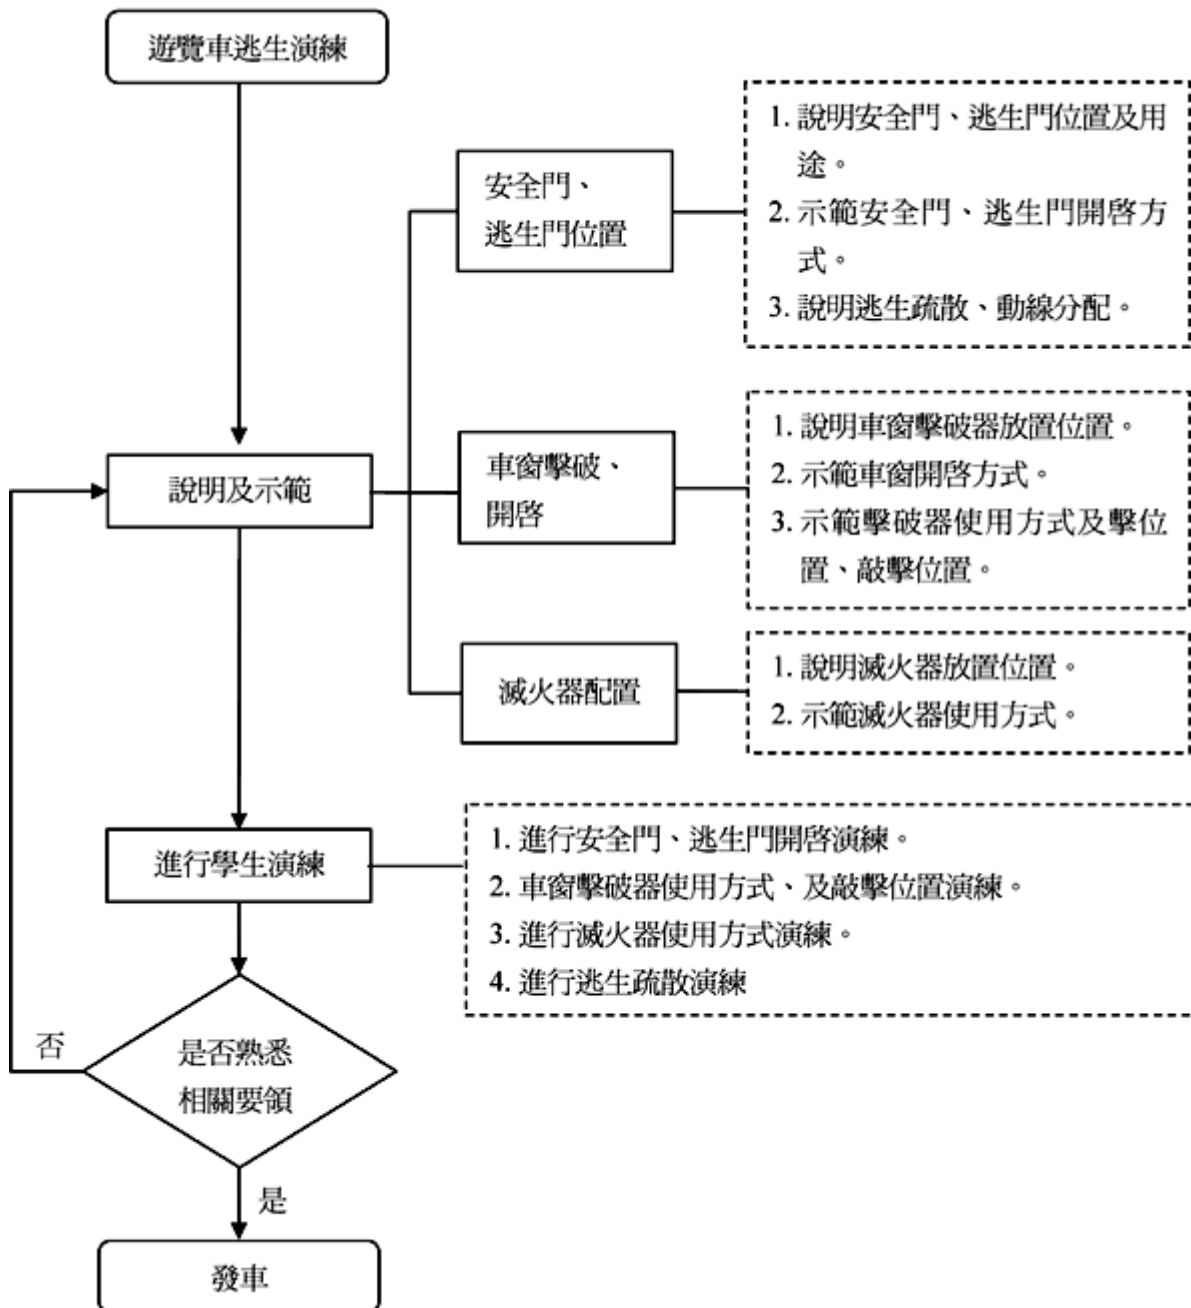 遊覽車逃生演練
安全門、
逃生門位置
1. 說明安全門、逃生門位置及用
途。
2. 示範安全門、逃生門開啓方
式。
3. 說明逃生疏散、動線分配。
說明及示範
車窗擊破、
開啓
1. 說明車窗擊破器放置位置。
2. 示範車窗開啓方式。
3. 示範擊破器使用方式及擊位
置、敲擊位置。
滅火器配置
1. 說明滅火器放置位置。
2. 示範滅火器使用方式。
進行學生演練
1. 進行安全門、逃生門開啓演練。
2. 車窗擊破器使用方式、及敲擊位置演練。
3. 進行滅火器使用方式演練。
4. 進行逃生疏散演練
否
是否熟悉
相關要領
是
發車